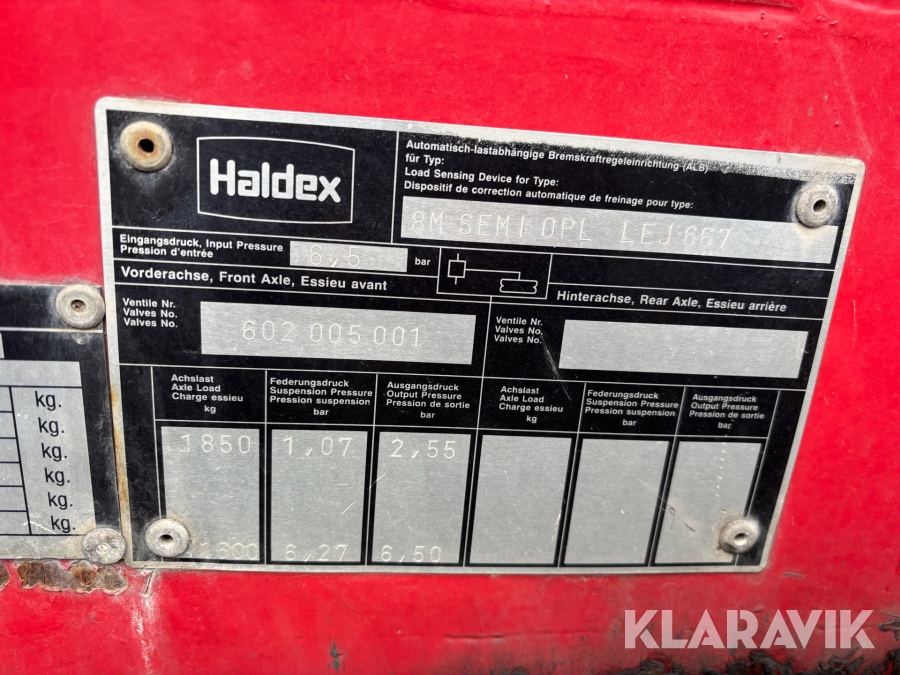 Haldex
Automatisch-lastabhängige Bremskraftregeleinrichtung (ALB)
für Typ:
Load Sensing Device for Type:
Dispositif de correction automatique de freinage pour type:
8M SEMI OPL LEJ 667
Eingangsdruck, Input Pressure
Pression d'entrée
6,5 bar
Vorderachse, Front Axle, Essieu avant
Hinterachse, Rear Axle, Essieu arrière
Ventile Nr.
Valves No.
Valves No.
602 005 001
Ventile Nr.
Valves No.
Valves No.
Achslast
Axle Load
Charge essieu
kg
Federungsdruck
Suspension Pressure
Pression suspension
bar
Ausgangsdruck
Output Pressure
Pression de sortie
bar
Achslast
Axle Load
Charge essieu
kg
Federungsdruck
Suspension Pressure
Pression suspension
bar
Ausgangsdruck
Output Pressure
Pression de sortie
bar
1850 1,07 2,55
6,27 6,50
kg.
kg.
kg.
kg.
kg.
kg.
KLARAVIK